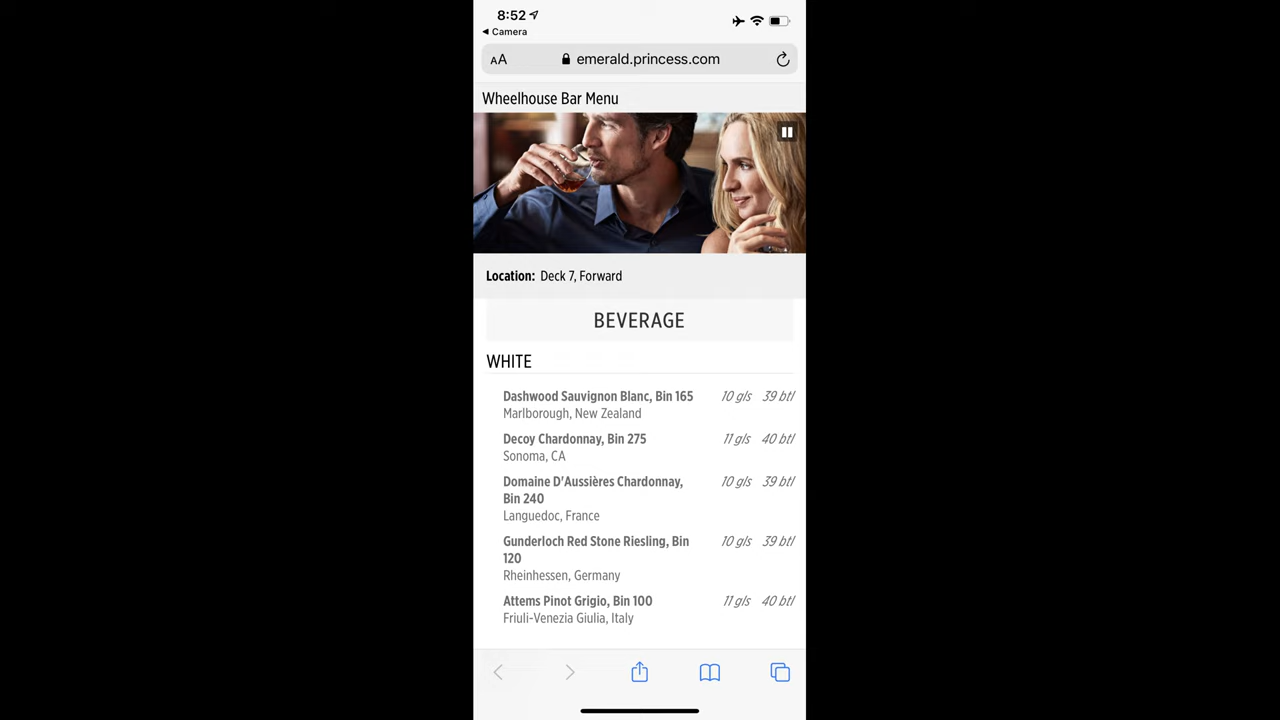 8:52
Camera
AA emerald.princess.com
Wheelhouse Bar Menu
Location: Deck 7, Forward
BEVERAGE
WHITE
Dashwood Sauvignon Blanc, Bin 165 10 gls 39 btl
Marlborough, New Zealand
Decoy Chardonnay, Bin 275 11 gls 40 btl
Sonoma, CA
Domaine D'Aussières Chardonnay, 10 gls 39 btl
Bin 240
Languedoc, France
Gunderloch Red Stone Riesling, Bin 10 gls 39 btl
120
Rheinhessen, Germany
Attems Pinot Grigio, Bin 100 11 gls 40 btl
Friuli-Venezia Giulia, Italy